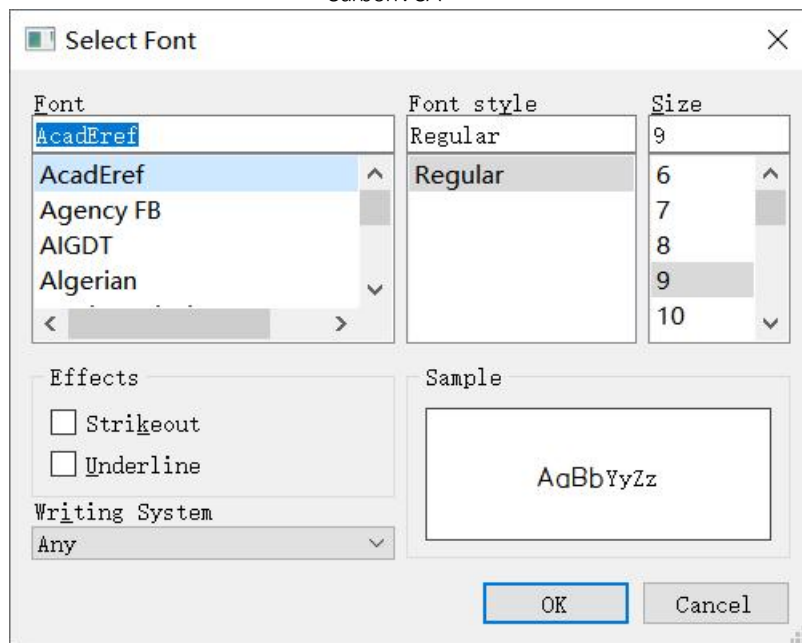 Select Font
Font
Font style
Size
AcadEref
Regular
9
AcadEref
Agency FB
AIGDT
Algerian
Regular
6
7
8
9
10
Effects
Strikeout
Underline
Sample
AaBbYyZz
Writing System
Any
OK
Cancel